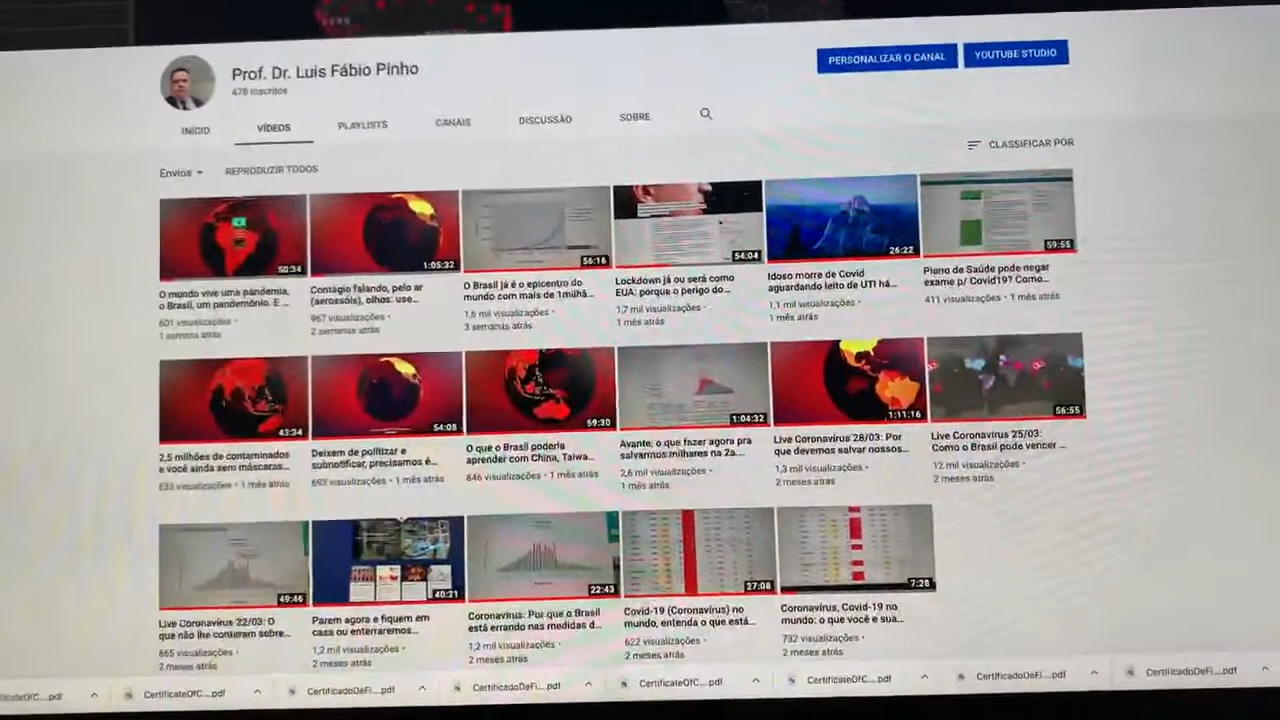 Prof. Dr. Luis Fábio Pinho
478 inscritos
PERSONALIZAR O CANAL
YOUTUBE STUDIO
INÍCIO
VÍDEOS
PLAYLISTS
CANAIS
DISCUSSÃO
SOBRE
Envios
REPRODUZIR TODOS
CLASSIFICAR POR
50:34
1:05:32
56:16
54:04
26:22
59:55
O mundo vive uma pandemia,
o Brasil, um pandemônio. E ...
601 visualizações •
1 semana atrás
Contágio falando, pelo ar
(aerossóis), olhos: use...
967 visualizações •
2 semanas atrás
O Brasil já é o epicentro do
mundo com mais de 1milhã...
1,6 mil visualizações •
3 semanas atrás
Lockdown já ou será como
EUA: porque o perigo do...
1,7 mil visualizações •
1 mês atrás
Idoso morre de Covid
aguardando leito de UTI há...
1,1 mil visualizações •
1 mês atrás
Plano de Saúde pode negar
exame p/ Covid19? Como...
411 visualizações • 1 mês atrás
43:34
54:08
59:30
1:04:32
1:11:16
56:55
2,5 milhões de contaminados
e você ainda sem máscaras...
633 visualizações • 1 mês atrás
Deixem de politizar e
subnotificar, precisamos é...
693 visualizações • 1 mês atrás
O que o Brasil poderia
aprender com China, Taiwa...
846 visualizações • 1 mês atrás
Avante: o que fazer agora pra
salvarmos milhares na 2a...
2,6 mil visualizações •
1 mês atrás
Live Coronavírus 28/03: Por
que devemos salvar nossos...
1,3 mil visualizações •
2 meses atrás
Live Coronavírus 25/03:
Como o Brasil pode vencer ...
12 mil visualizações •
2 meses atrás
49:46
40:21
22:43
27:08
7:28
Live Coronavírus 22/03: O
que não lhe contaram sobre...
865 visualizações •
2 meses atrás
Parem agora e fiquem em
casa ou enterraremos...
1,2 mil visualizações •
2 meses atrás
Coronavírus: Por que o Brasil
está errando nas medidas d...
1,2 mil visualizações •
2 meses atrás
Covid-19 (Coronavírus) no
mundo, entenda o que está...
622 visualizações •
2 meses atrás
Coronavírus, Covid-19 no
mundo: o que você e sua...
732 visualizações •
2 meses atrás
CertificateOfC....pdf
CertificadoDeFi....pdf
CertificadoDeFi....pdf
CertificateOfC....pdf
CertificateOfC....pdf
CertificadoDeFi....pdf
CertificadoDeFi....pdf